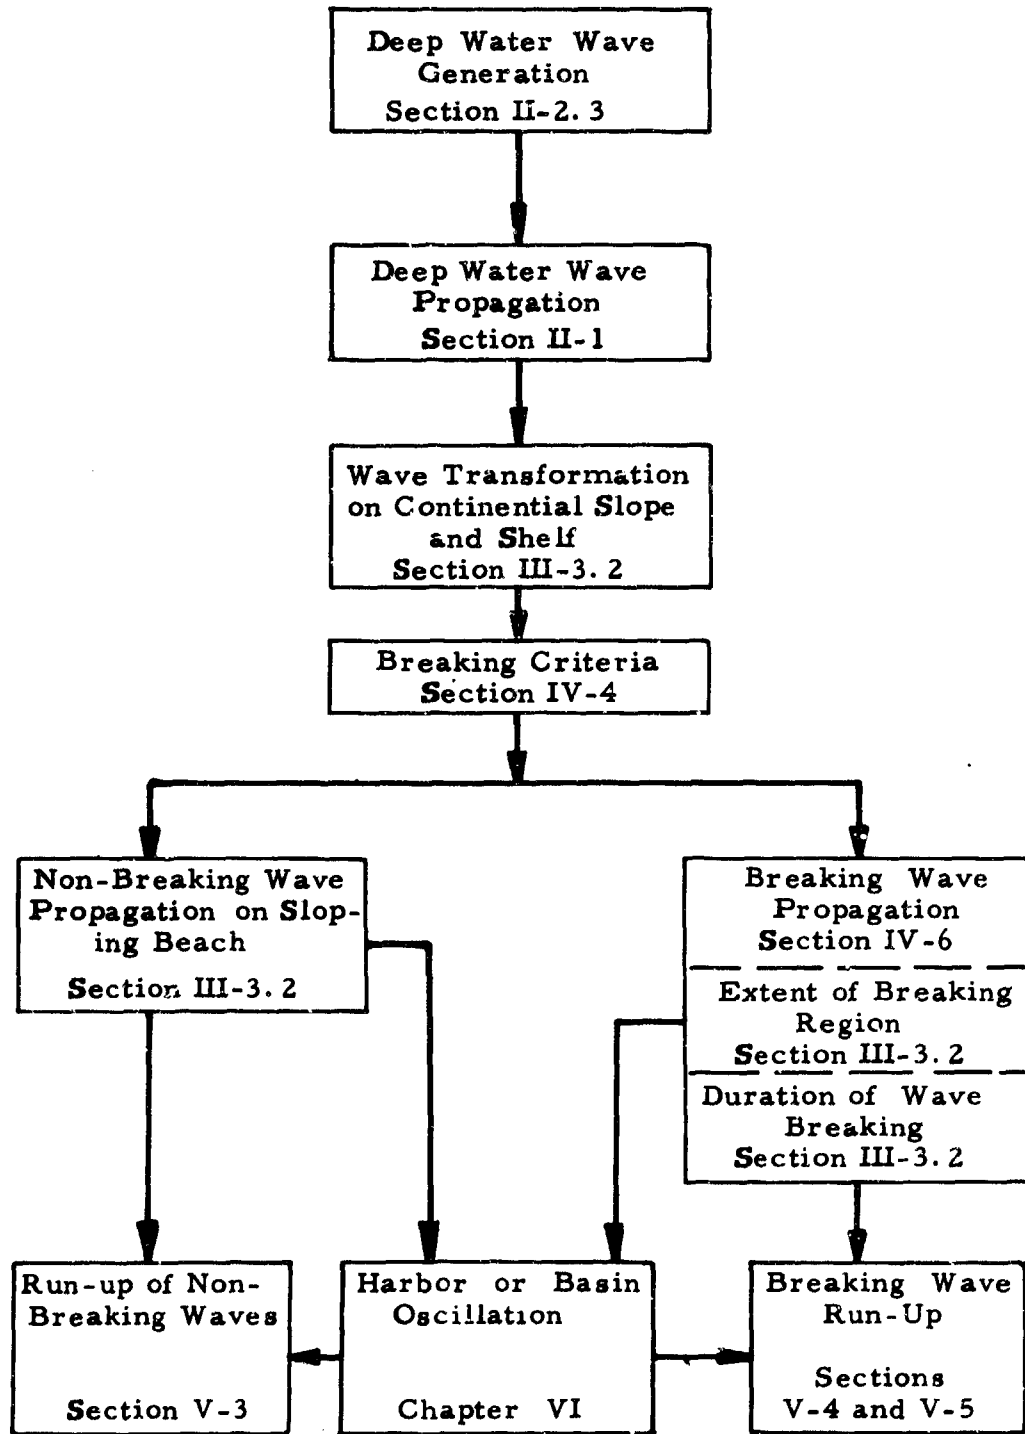 Deep Water Wave
Generation
Section II-2.3
Deep Water Wave
Propagation
Section II-1
Wave Transformation
on Continential Slope
and Shelf
Section III-3.2
Breaking Criteria
Section IV-4
Non-Breaking Wave
Propagation on Slop-
ing Beach
Section III-3.2
Breaking Wave
Propagation
Section IV-6
Extent of Breaking
Region
Section III-3.2
Duration of Wave
Breaking
Section III-3.2
Run-up of Non-
Breaking Waves
Section V-3
Harbor or Basin
Oscillation
Chapter VI
Breaking Wave
Run-Up
Sections
V-4 and V-5